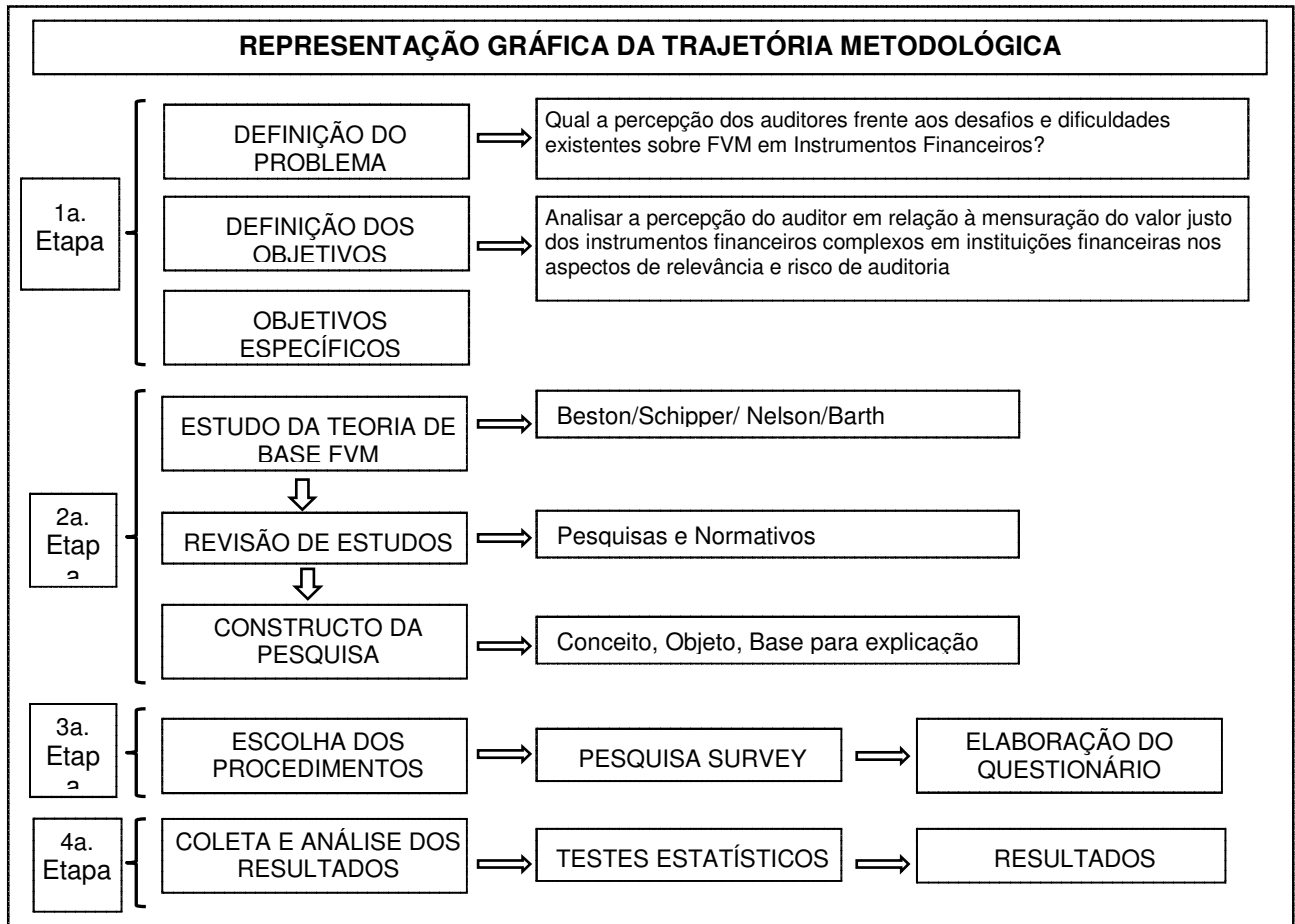 REPRESENTAÇÃO GRÁFICA DA TRAJETÓRIA METODOLÓGICA
1a.
Etapa
DEFINIÇÃO DO
PROBLEMA
Qual a percepção dos auditores frente aos desafios e dificuldades
existentes sobre FVM em Instrumentos Financeiros?
DEFINIÇÃO DOS
OBJETIVOS
Analisar a percepção do auditor em relação à mensuração do valor justo
dos instrumentos financeiros complexos em instituições financeiras nos
aspectos de relevância e risco de auditoria
OBJETIVOS
ESPECÍFICOS
2a.
Etap
a
ESTUDO DA TEORIA DE
BASE FVM
Beston/Schipper/ Nelson/Barth
REVISÃO DE ESTUDOS
Pesquisas e Normativos
CONSTRUCTO DA
PESQUISA
Conceito, Objeto, Base para explicação
3a.
Etap
a
ESCOLHA DOS
PROCEDIMENTOS
PESQUISA SURVEY
ELABORAÇÃO DO
QUESTIONÁRIO
4a.
Etapa
COLETA E ANÁLISE DOS
RESULTADOS
TESTES ESTATÍSTICOS
RESULTADOS